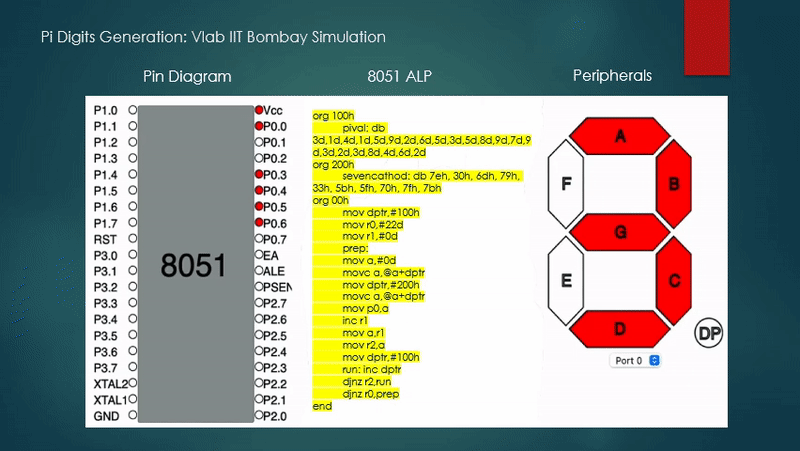 Pi Digits Generation: Vlab IIT Bombay Simulation
Pin Diagram
8051 ALP
Peripherals
P1.0
P1.1
P1.2
P1.3
P1.4
P1.5
P1.6
P1.7
RST
P3.0
P3.1
P3.2
P3.3
P3.4
P3.5
P3.6
P3.7
XTAL2
XTAL1
GND
8051
Vcc
P0.0
P0.1
P0.2
P0.3
P0.4
P0.5
P0.6
P0.7
EA
ALE
PSEN
P2.7
P2.6
P2.5
P2.4
P2.3
P2.2
P2.1
P2.0
org 100h
pival: db
3d,1d,4d,1d,5d,9d,2d,6d,5d,3d,5d,8d,9d,7d,9
d,3d,2d,3d,8d,4d,6d,2d
org 200h
sevencathod: db 7eh, 30h, 6dh, 79h,
33h, 5bh, 5fh, 70h, 7fh, 7bh
org 00h
mov dptr,#100h
mov r0,#22d
mov r1,#0d
prep:
mov a,#0d
movc a,@a+dptr
mov dptr,#200h
movc a,@a+dptr
mov p0,a
inc r1
mov a,r1
mov r2,a
mov dptr,#100h
run: inc dptr
djnz r2,run
djnz r0,prep
end
A
F
B
G
E
C
D
DP
Port 0